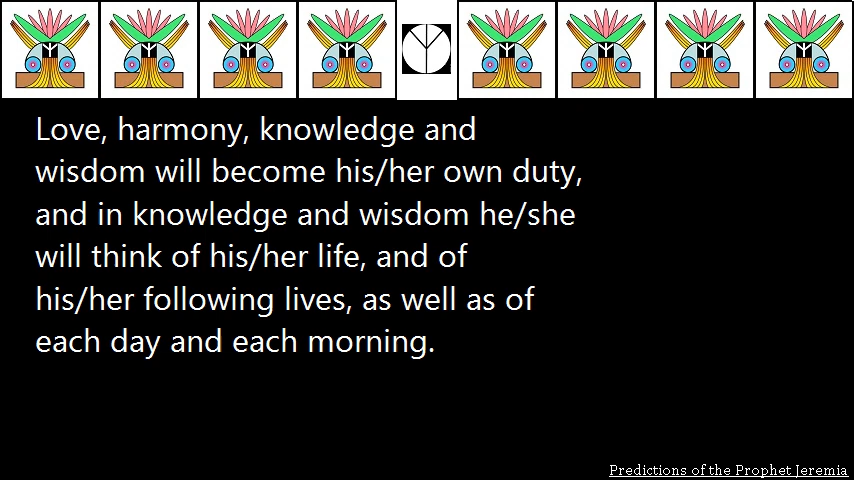 Love, harmony, knowledge and
wisdom will become his/her own duty,
and in knowledge and wisdom he/she
will think of his/her life, and of
his/her following lives, as well as of
each day and each morning.
Predictions of the Prophet Jeremia